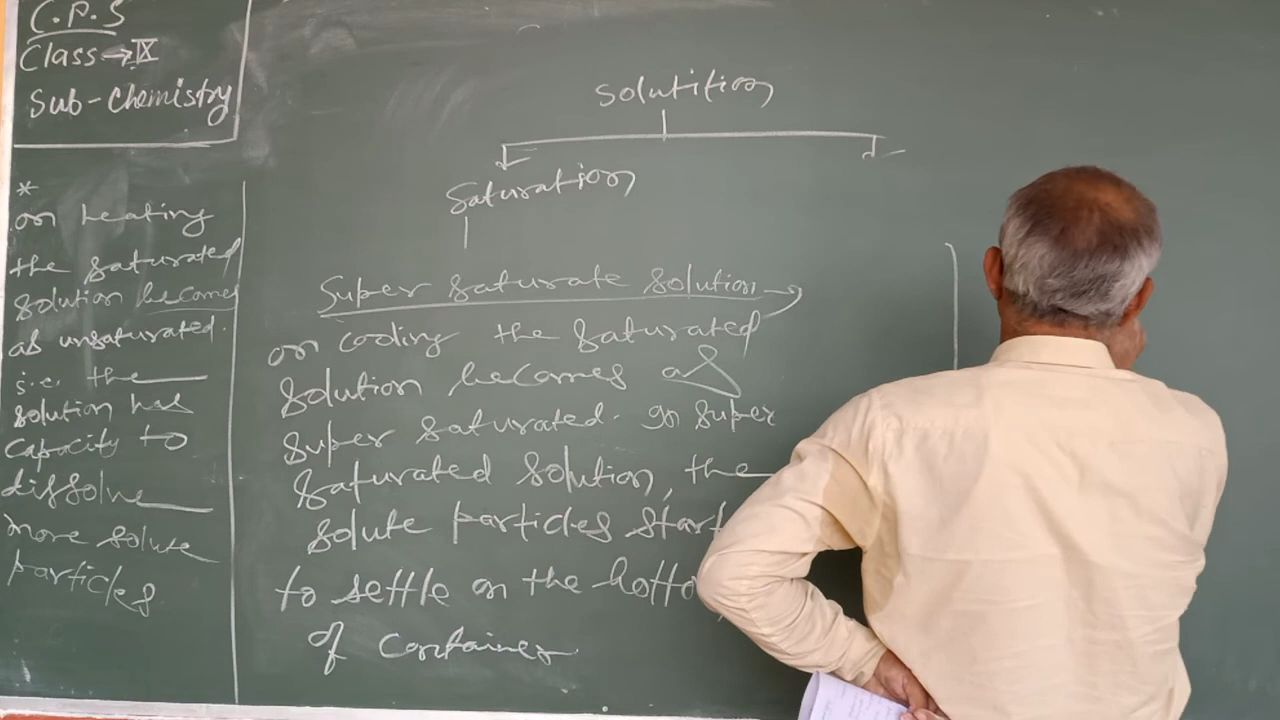 C.P.S
Class→IX
Sub-Chemistry
*
on heating
the saturated
solution becomes
as unsaturated.
i.e. the
solution has
capacity to
dissolve
more solute
particles
Solutition
Saturation
Super saturate solution→
on cooling the saturated
solution becomes as
super saturated. In super
saturated solution, the
solute particles start
to settle on the botto
of container